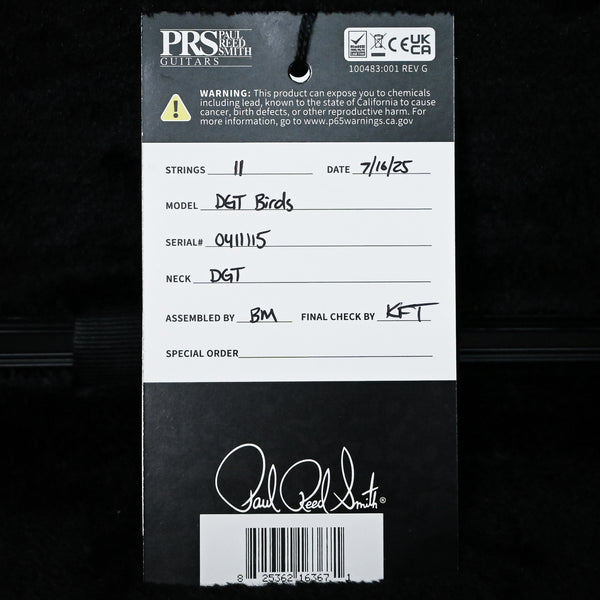 PRS PAUL REED SMITH
GUITARS
RoHS CE UK CA
100483:001 REV G
WARNING: This product can expose you to chemicals
including lead, known to the state of California to cause
cancer, birth defects, or other reproductive harm. For
more information, go to www.p65warnings.ca.gov
STRINGS 11 DATE 7/16/25
MODEL DGT Birds
SERIAL# 0411115
NECK DGT
ASSEMBLED BY BM FINAL CHECK BY KFT
SPECIAL ORDER
Paul Reed Smith®
8 25362 16367 1